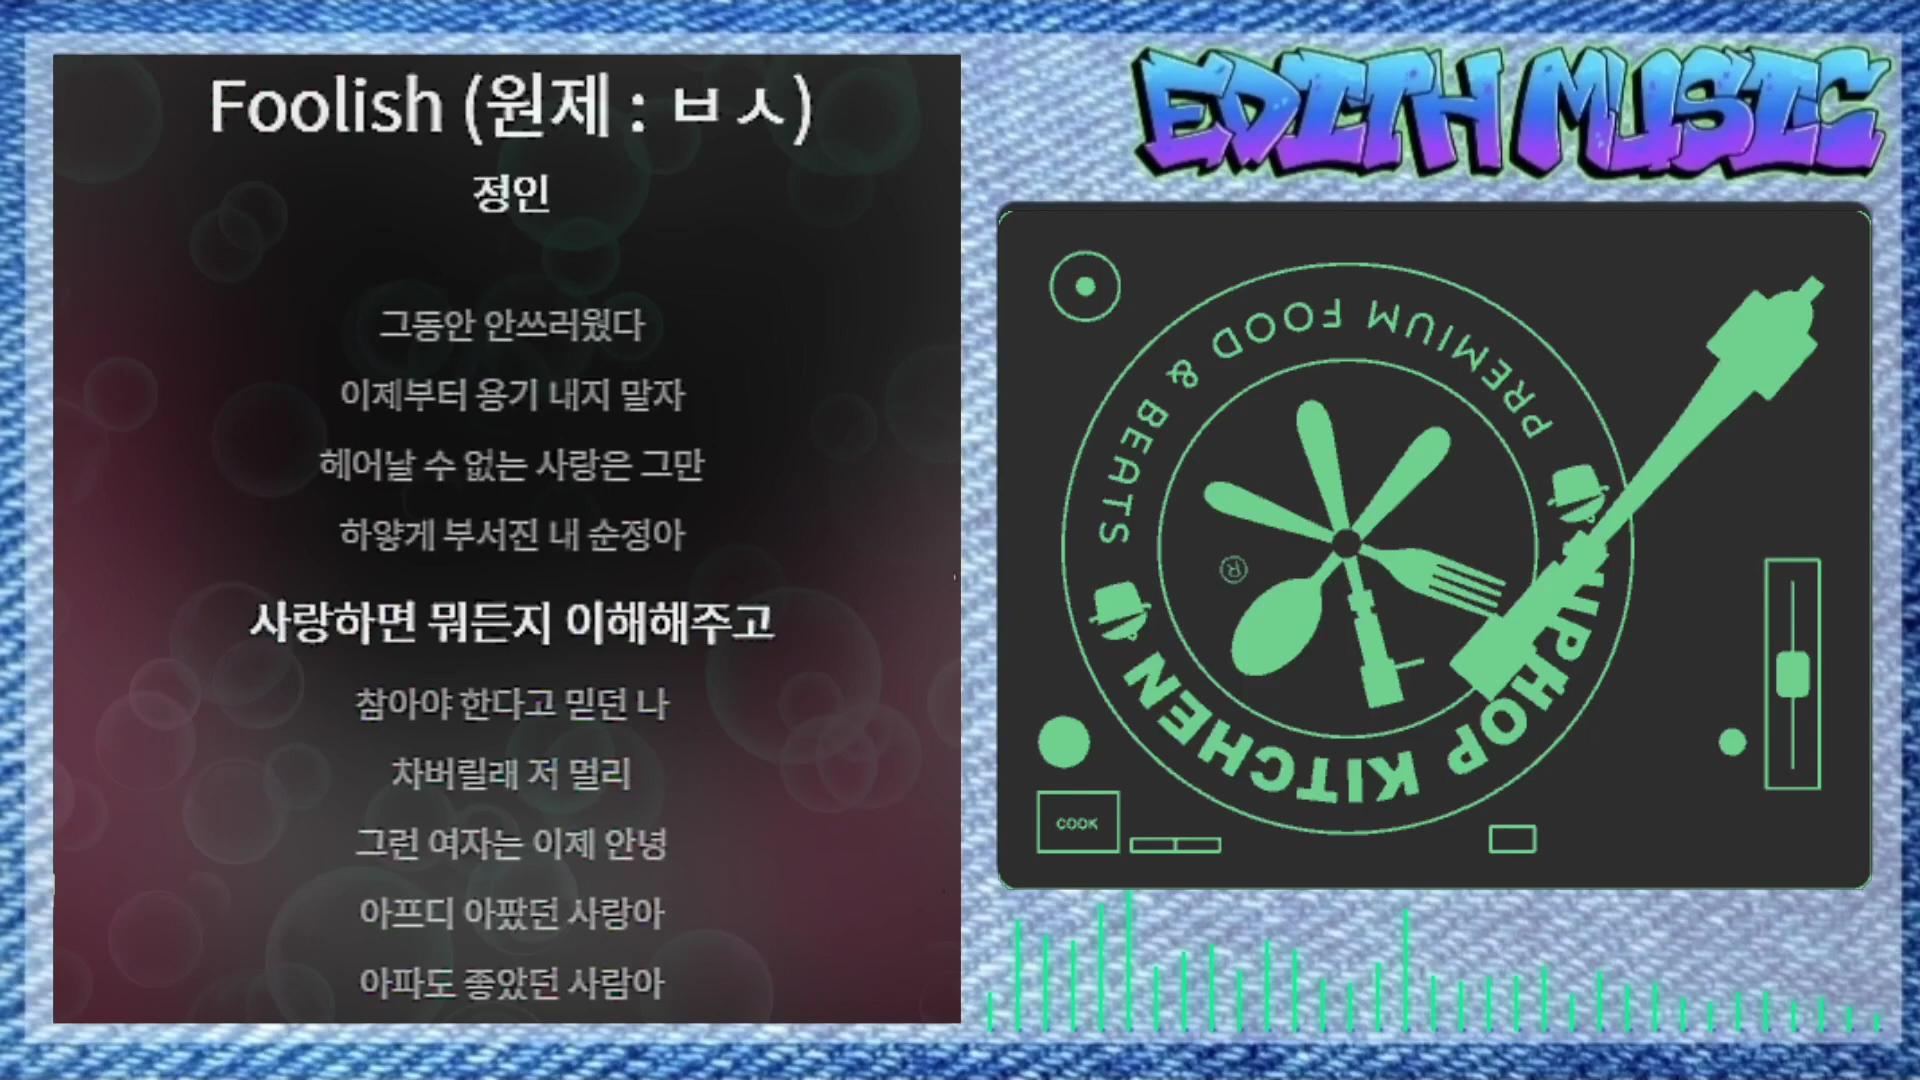 Foolish (원제 : ㅂㅅ)
정인
그동안 안쓰러웠다
이제부터 용기 내지 말자
헤어날 수 없는 사랑은 그만
하얗게 부서진 내 순정아
사랑하면 뭐든지 이해해주고
참아야 한다고 믿던 나
차버릴래 저 멀리
그런 여자는 이제 안녕
아프디 아팠던 사랑아
아파도 좋았던 사람아
EDITH MUSIC
PREMIUM FOOD & BEATS
HIPHOP KITCHEN
®
COOK